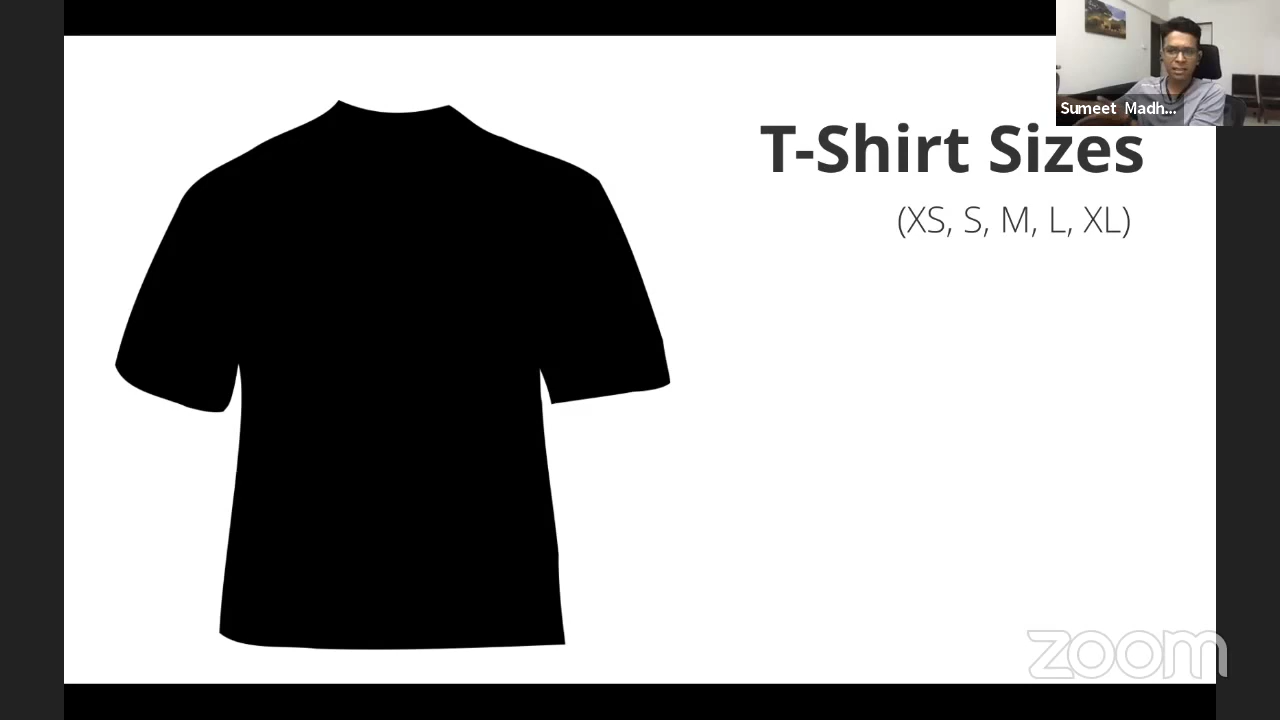 Sumeet Madh...
T-Shirt Sizes
(XS, S, M, L, XL)
zoom